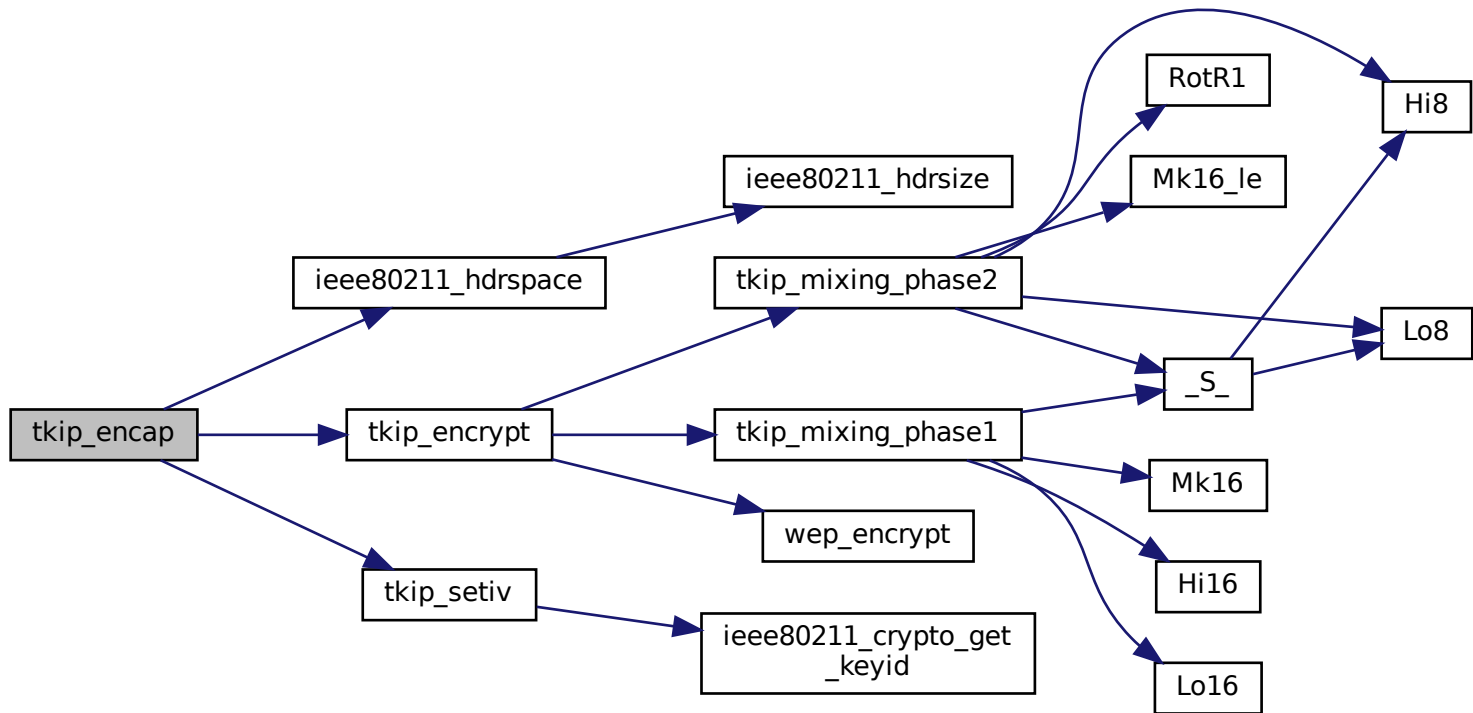 RotR1
Hi8
ieee80211_hdrsize
Mk16_le
ieee80211_hdrspace
tkip_mixing_phase2
Lo8
_S_
tkip_encap
tkip_encrypt
tkip_mixing_phase1
Mk16
wep_encrypt
tkip_setiv
Hi16
ieee80211_crypto_get
_keyid
Lo16